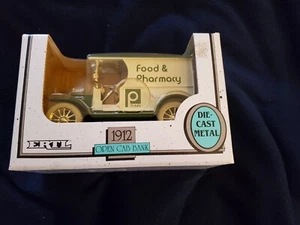 Food &
Pharmacy
P
DIE-
CAST
METAL
1912
OPEN CAB BANK
ERTL